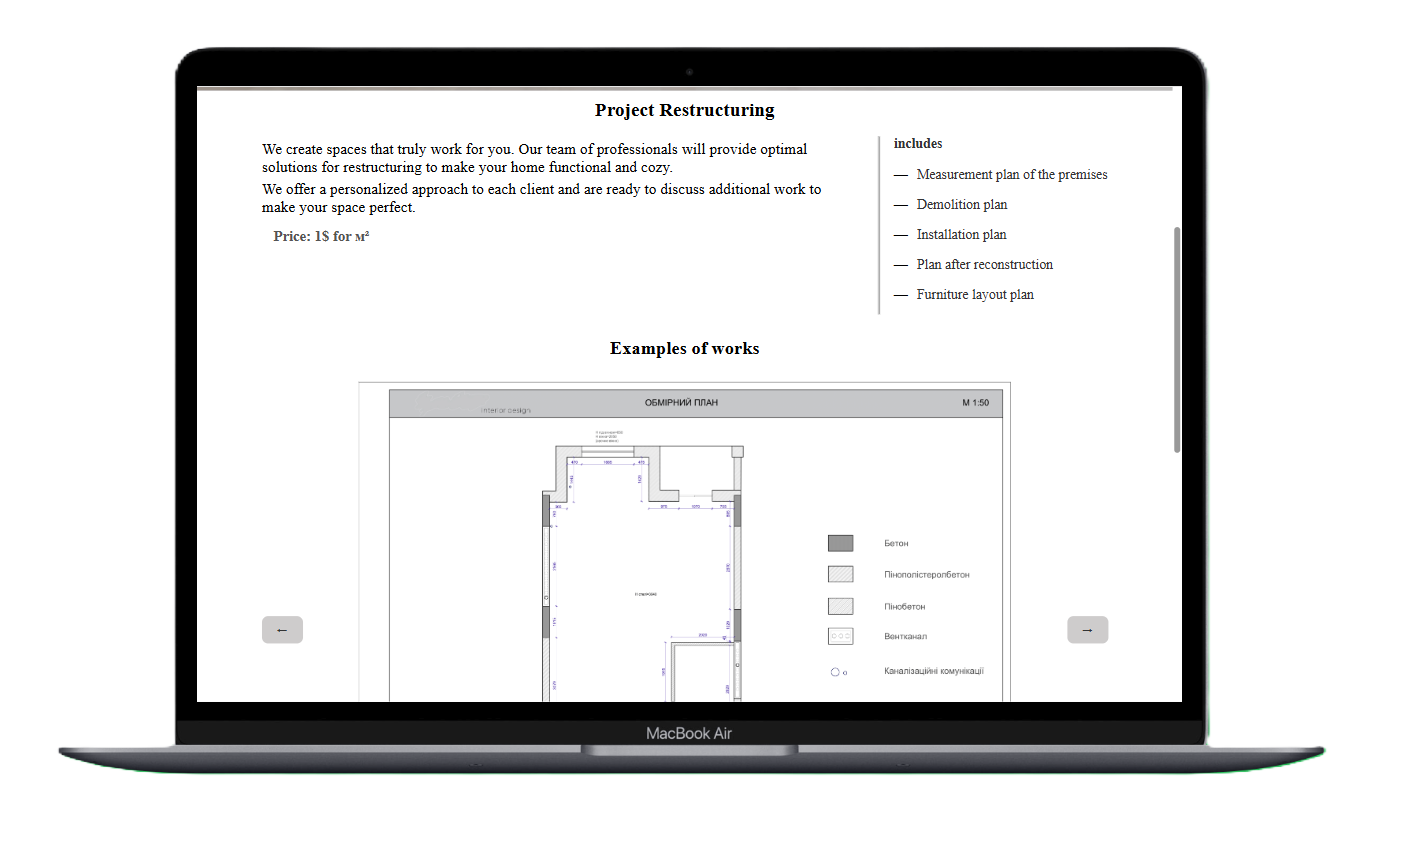 Project Restructuring
We create spaces that truly work for you. Our team of professionals will provide optimal
solutions for restructuring to make your home functional and cozy.
We offer a personalized approach to each client and are ready to discuss additional work to
make your space perfect.
Price: 1$ for м²
includes
— Measurement plan of the premises
— Demolition plan
— Installation plan
— Plan after reconstruction
— Furniture layout plan
Examples of works
ОБМІРНИЙ ПЛАН
М 1:50
interior design
Бетон
Пінополістеролбетон
Пінобетон
Вентканал
Каналізаційні комунікації
←
→
MacBook Air